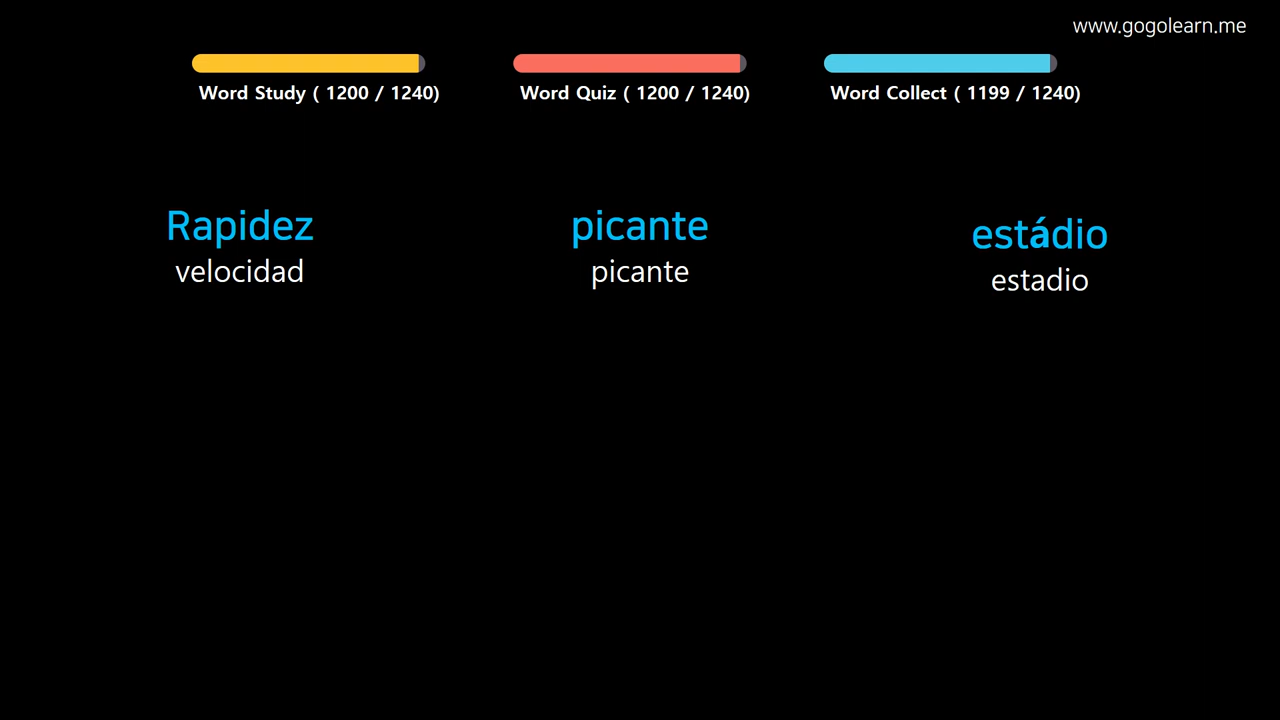 www.gogolearn.me
Word Study ( 1200 / 1240)
Word Quiz ( 1200 / 1240)
Word Collect ( 1199 / 1240)
Rapidez
velocidad
picante
picante
estádio
estadio